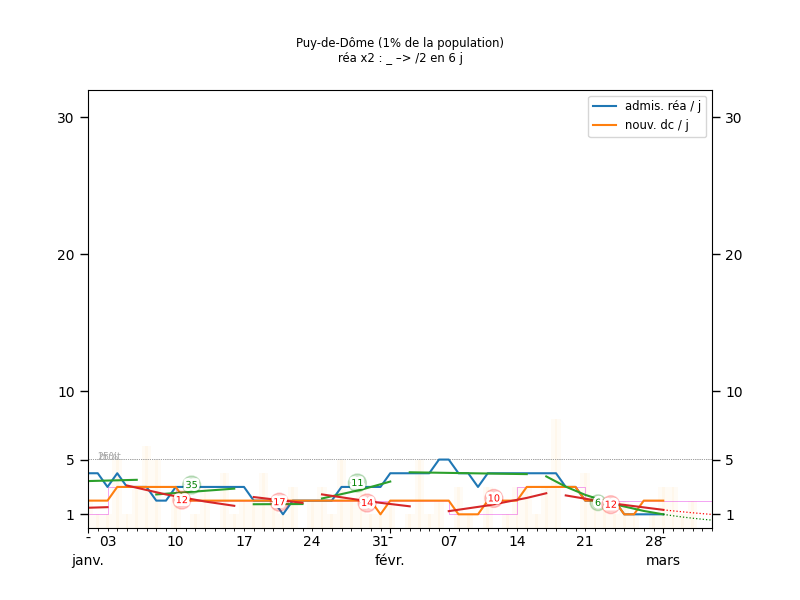 Puy-de-Dôme (1% de la population)
réa x2 : _ –> /2 en 6 j
admis. réa / j
nouv. dc / j
30 30
20 20
10 10
5 5
1 1
35
12
17
11
14
10
6
12
- 03 10 17 24 31- 07 14 21 28-
janv. févr. mars